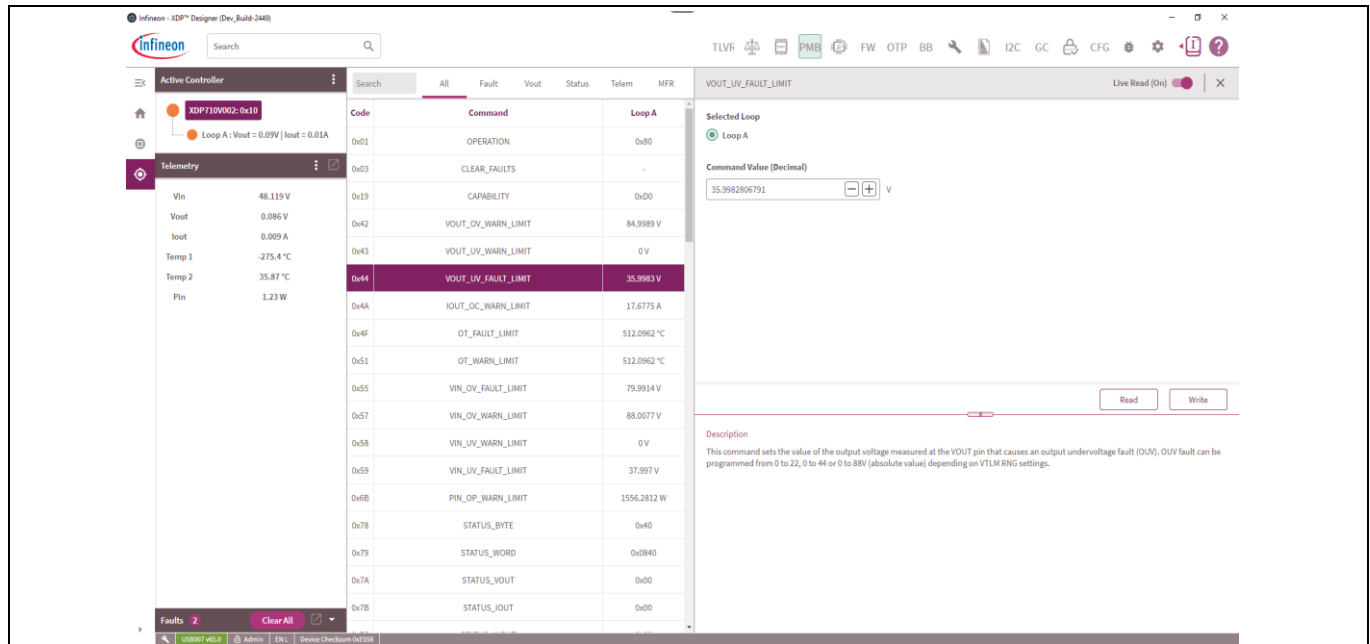 Infineon - XDP™ Designer (Dev_Build-2449)
infineon
Search
TLVR PMB FW OTP BB I2C GC CFG
Active Controller
XDP710V002: 0x10
Loop A : Vout = 0.09V | Iout = 0.01A
Telemetry
Vin 48.119 V
Vout 0.086 V
Iout 0.009 A
Temp 1 -275.4 °C
Temp 2 35.87 °C
Pin 1.23 W
Faults 2 Clear All
Search All Fault Vout Status Telem MFR
Code Command Loop A
0x01 OPERATION 0x80
0x03 CLEAR_FAULTS -
0x19 CAPABILITY 0xD0
0x42 VOUT_OV_WARN_LIMIT 84.9989 V
0x43 VOUT_UV_WARN_LIMIT 0 V
0x44 VOUT_UV_FAULT_LIMIT 35.9983 V
0x4A IOUT_OC_WARN_LIMIT 17.6775 A
0x4F OT_FAULT_LIMIT 512.0962 °C
0x51 OT_WARN_LIMIT 512.0962 °C
0x55 VIN_OV_FAULT_LIMIT 79.9914 V
0x57 VIN_OV_WARN_LIMIT 88.0077 V
0x58 VIN_UV_WARN_LIMIT 0 V
0x59 VIN_UV_FAULT_LIMIT 37.997 V
0x6B PIN_OP_WARN_LIMIT 1556.2812 W
0x78 STATUS_BYTE 0x40
0x79 STATUS_WORD 0x0840
0x7A STATUS_VOUT 0x00
0x7B STATUS_IOUT 0x00
VOUT_UV_FAULT_LIMIT Live Read (On)
Selected Loop
Loop A
Command Value (Decimal)
35.9982806791 V
Read Write
Description
This command sets the value of the output voltage measured at the VOUT pin that causes an output undervoltage fault (OUV). OUV fault can be
programmed from 0 to 22, 0 to 44 or 0 to 88V (absolute value) depending on VTLM RNG settings.
USB007 v65.0 Admin EN L Device Checksum